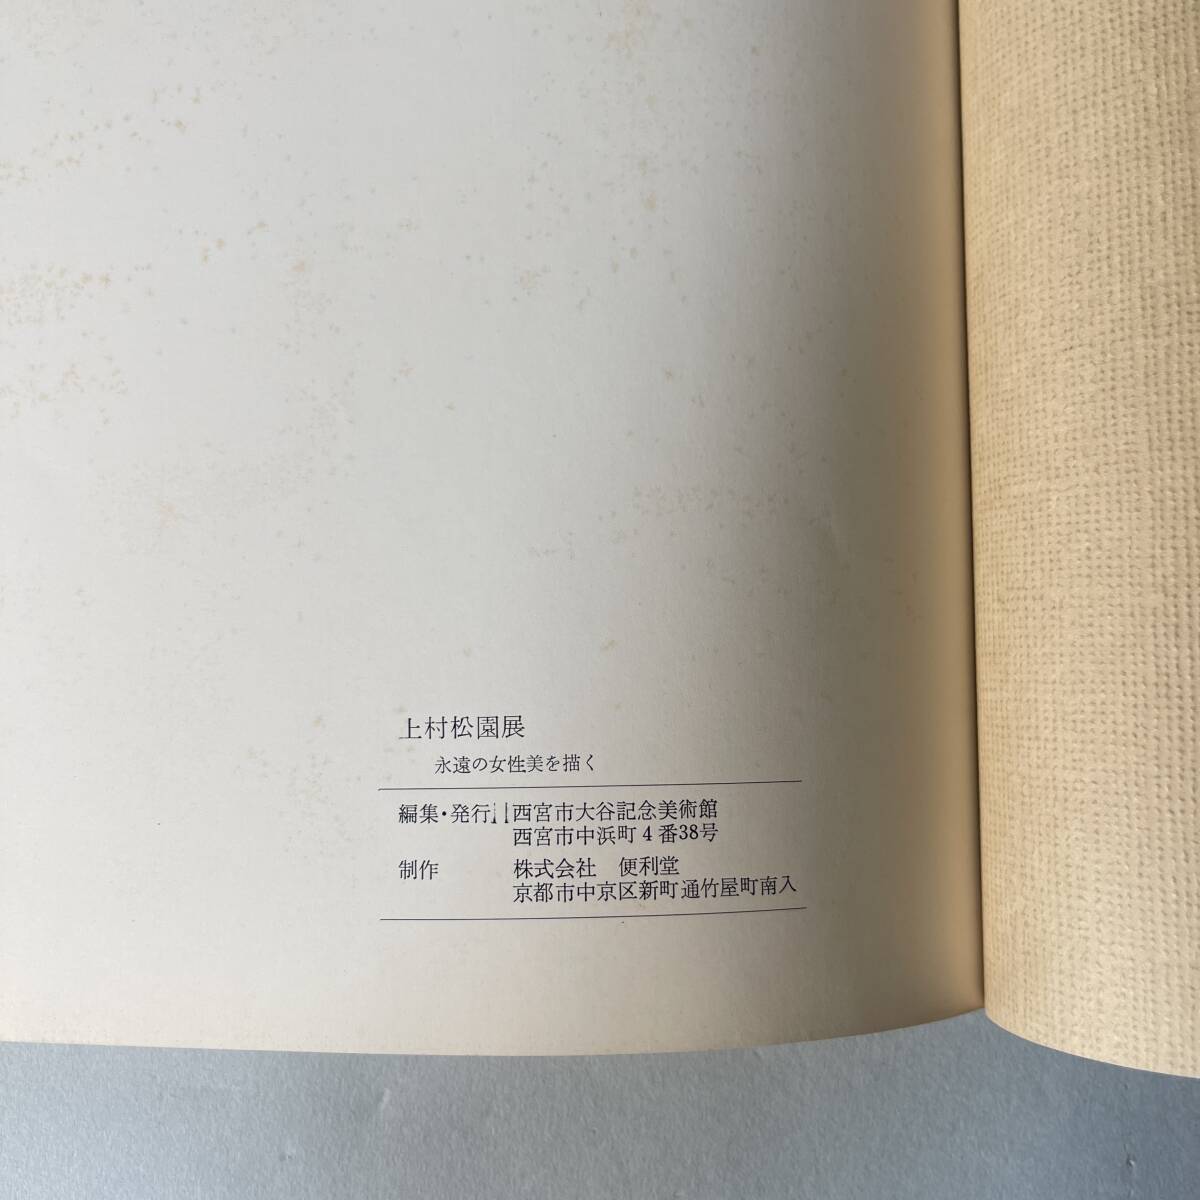 上村松園展
永遠の女性美を描く
編集・発行 西宮市大谷記念美術館
西宮市中浜町4番38号
制作 株式会社 便利堂
京都市中京区新町通竹屋町南入